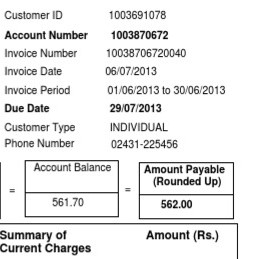 Customer ID 1003691078
Account Number 1003870672
Invoice Number 10038706720040
Invoice Date 06/07/2013
Invoice Period 01/06/2013 to 30/06/2013
Due Date 29/07/2013
Customer Type INDIVIDUAL
Phone Number 02431-225456
Account Balance
Amount Payable
(Rounded Up)
= 561.70 = 562.00
Summary of Amount (Rs.)
Current Charges